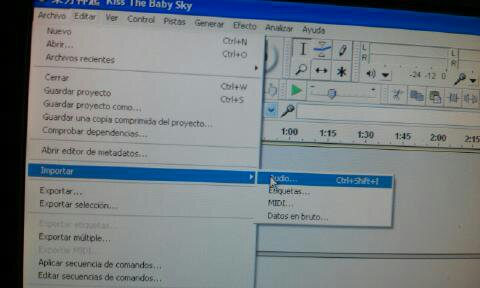 Kiss The Baby Sky
Archivo Editar Ver Control Pistas Generar Efecto Analizar Ayuda
Nuevo Ctrl+N
Abrir... Ctrl+O
Archivos recientes
Cerrar Ctrl+W
Guardar proyecto Ctrl+S
Guardar proyecto como...
Guardar una copia comprimida del proyecto...
Comprobar dependencias...
Abrir editor de metadatos...
Importar
Exportar...
Exportar selección...
Exportar etiquetas...
Exportar múltiple...
Exportar MIDI...
Aplicar secuencia de comandos...
Editar secuencias de comandos...
Audio... Ctrl+Shift+I
Etiquetas...
MIDI...
Datos en bruto...
L
R
L
R
-24 -12 0
1:00 1:15 1:30 1:45 2:00 2:15